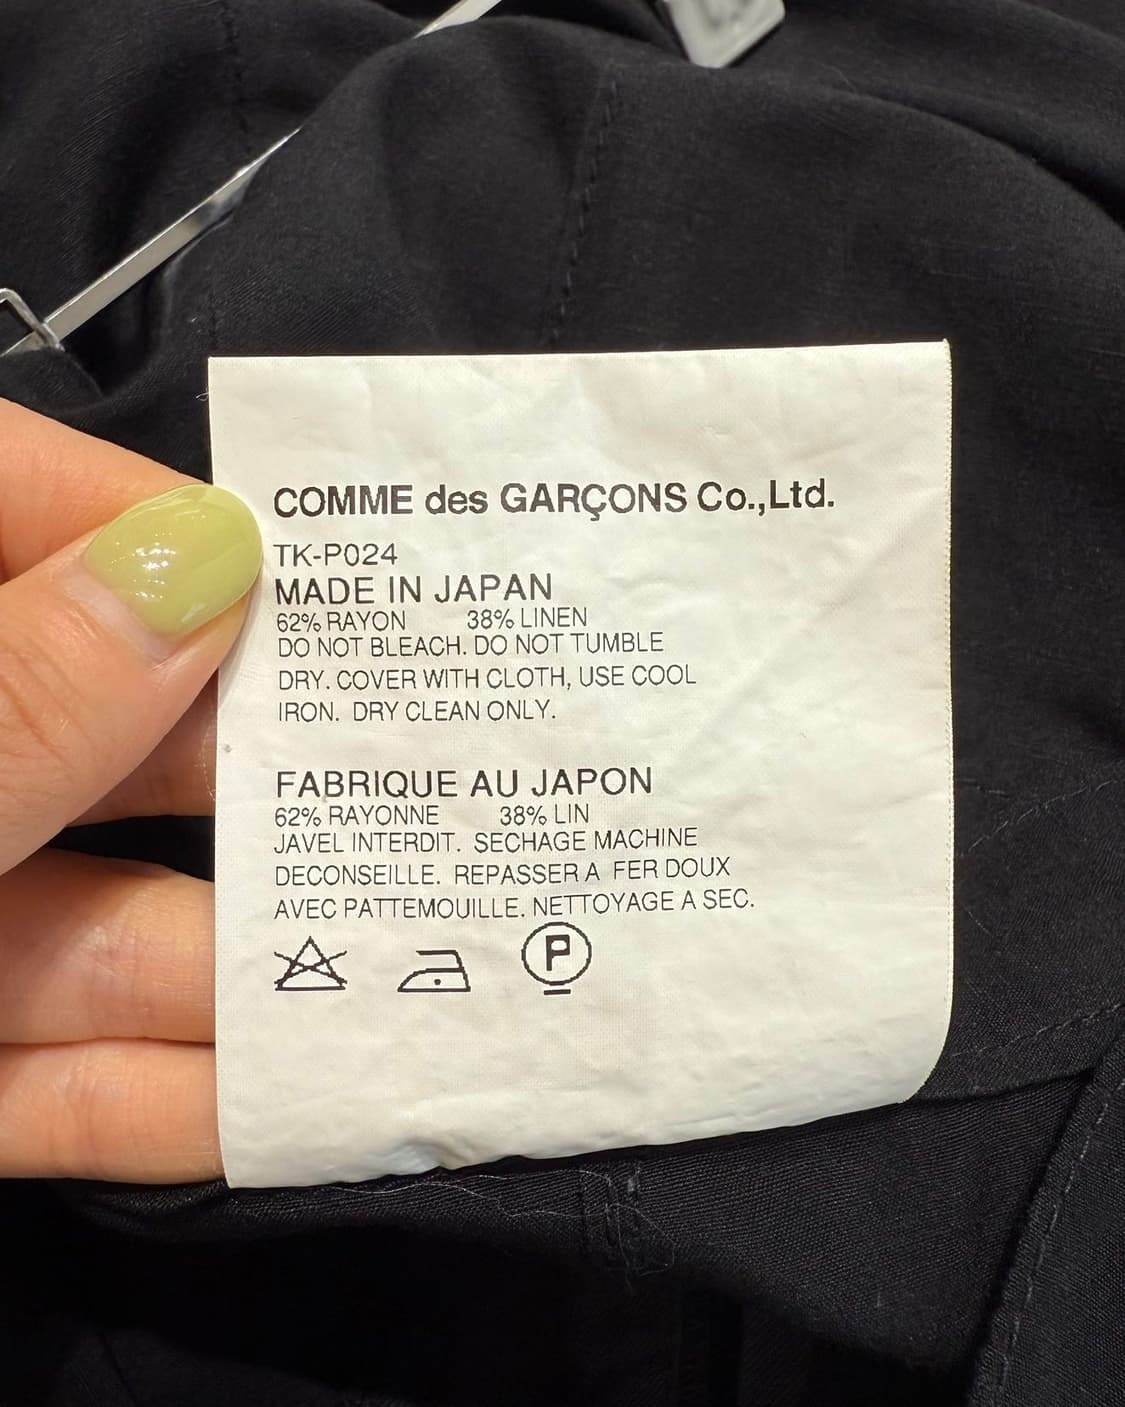 COMME des GARÇONS Co.,Ltd.
TK-P024
MADE IN JAPAN
62% RAYON 38% LINEN
DO NOT BLEACH. DO NOT TUMBLE
DRY. COVER WITH CLOTH, USE COOL
IRON. DRY CLEAN ONLY.
FABRIQUE AU JAPON
62% RAYONNE 38% LIN
JAVEL INTERDIT. SECHAGE MACHINE
DECONSEILLE. REPASSER A FER DOUX
AVEC PATTEMOUILLE. NETTOYAGE A SEC.
P